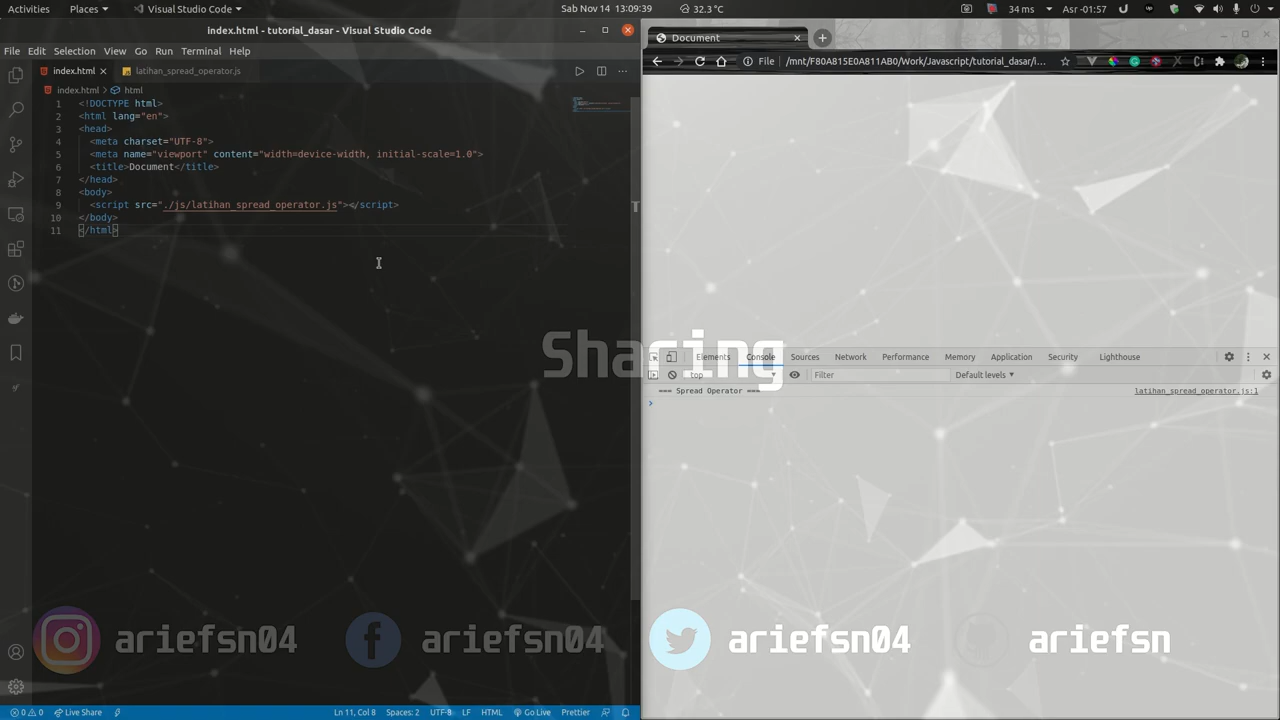 Activities Places Visual Studio Code Sab Nov 14 13:09:39 32.3 °C 34 ms Asr -01:57
index.html - tutorial_dasar - Visual Studio Code
File Edit Selection View Go Run Terminal Help
index.html latihan_spread_operator.js
index.html html
1 <!DOCTYPE html>
2 <html lang="en">
3 <head>
4 <meta charset="UTF-8">
5 <meta name="viewport" content="width=device-width, initial-scale=1.0">
6 <title>Document</title>
7 </head>
8 <body>
9 <script src="./js/latihan_spread_operator.js"></script>
10 </body>
11 </html>
Document
File /mnt/F80A815E0A811AB0/Work/Javascript/tutorial_dasar/i...
Sharing
Elements Console Sources Network Performance Memory Application Security Lighthouse
top Filter Default levels
=== Spread Operator === latihan_spread_operator.js:1
ariefsn04 ariefsn04 ariefsn04 ariefsn
0 0 Live Share Ln 11, Col 8 Spaces: 2 UTF-8 LF HTML Go Live Prettier